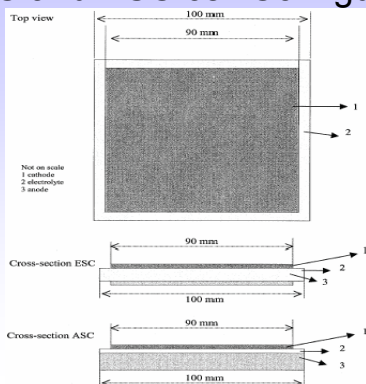 Top view
100 mm
90 mm
1
2
Not on scale
1 cathode
2 electrolyte
3 anode
90 mm
Cross-section ESC
1
2
3
100 mm
90 mm
Cross-section ASC
1
2
3
100 mm